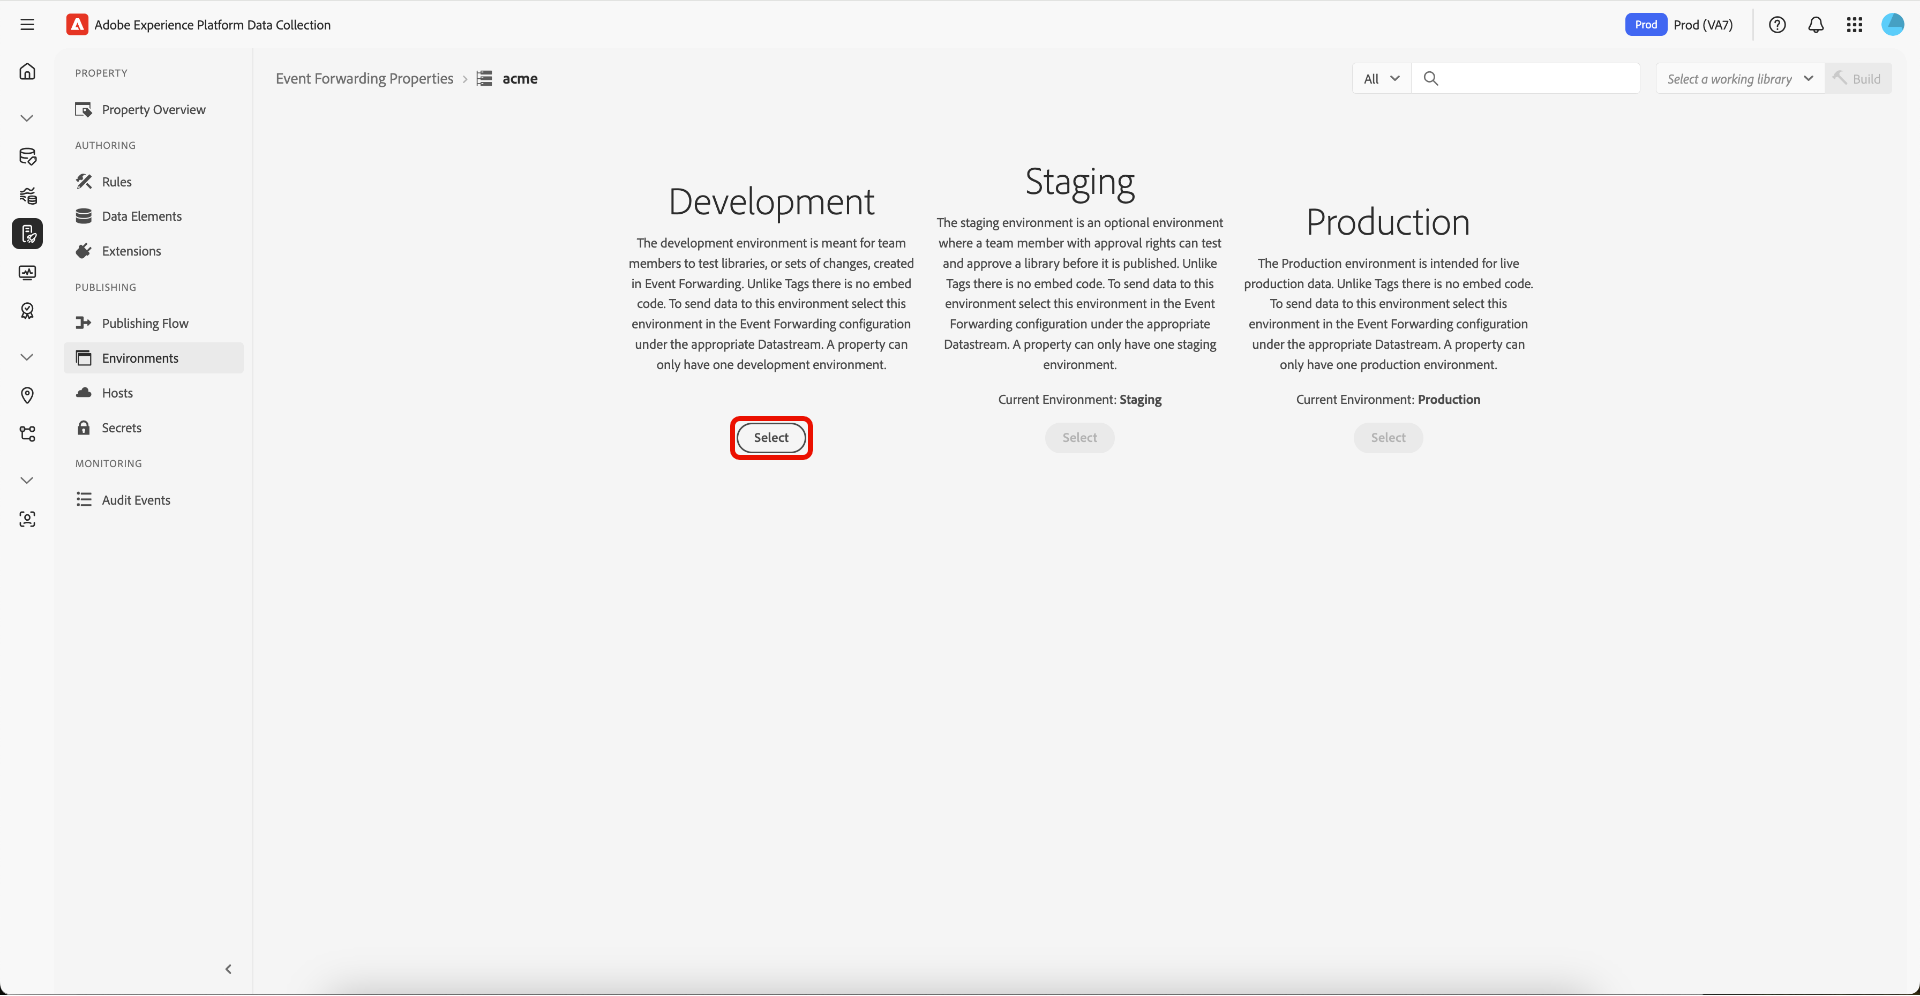 Adobe Experience Platform Data Collection
Prod
Prod (VA7)
PROPERTY
Property Overview
AUTHORING
Rules
Data Elements
Extensions
PUBLISHING
Publishing Flow
Environments
Hosts
Secrets
MONITORING
Audit Events
Event Forwarding Properties > acme
All
Select a working library
Build
Development
The development environment is meant for team
members to test libraries, or sets of changes, created
in Event Forwarding. Unlike Tags there is no embed
code. To send data to this environment select this
environment in the Event Forwarding configuration
under the appropriate Datastream. A property can
only have one development environment.
Select
Staging
The staging environment is an optional environment
where a team member with approval rights can test
and approve a library before it is published. Unlike
Tags there is no embed code. To send data to this
environment select this environment in the Event
Forwarding configuration under the appropriate
Datastream. A property can only have one staging
environment.
Current Environment: Staging
Select
Production
The Production environment is intended for live
production data. Unlike Tags there is no embed code.
To send data to this environment select this
environment in the Event Forwarding configuration
under the appropriate Datastream. A property can
only have one production environment.
Current Environment: Production
Select